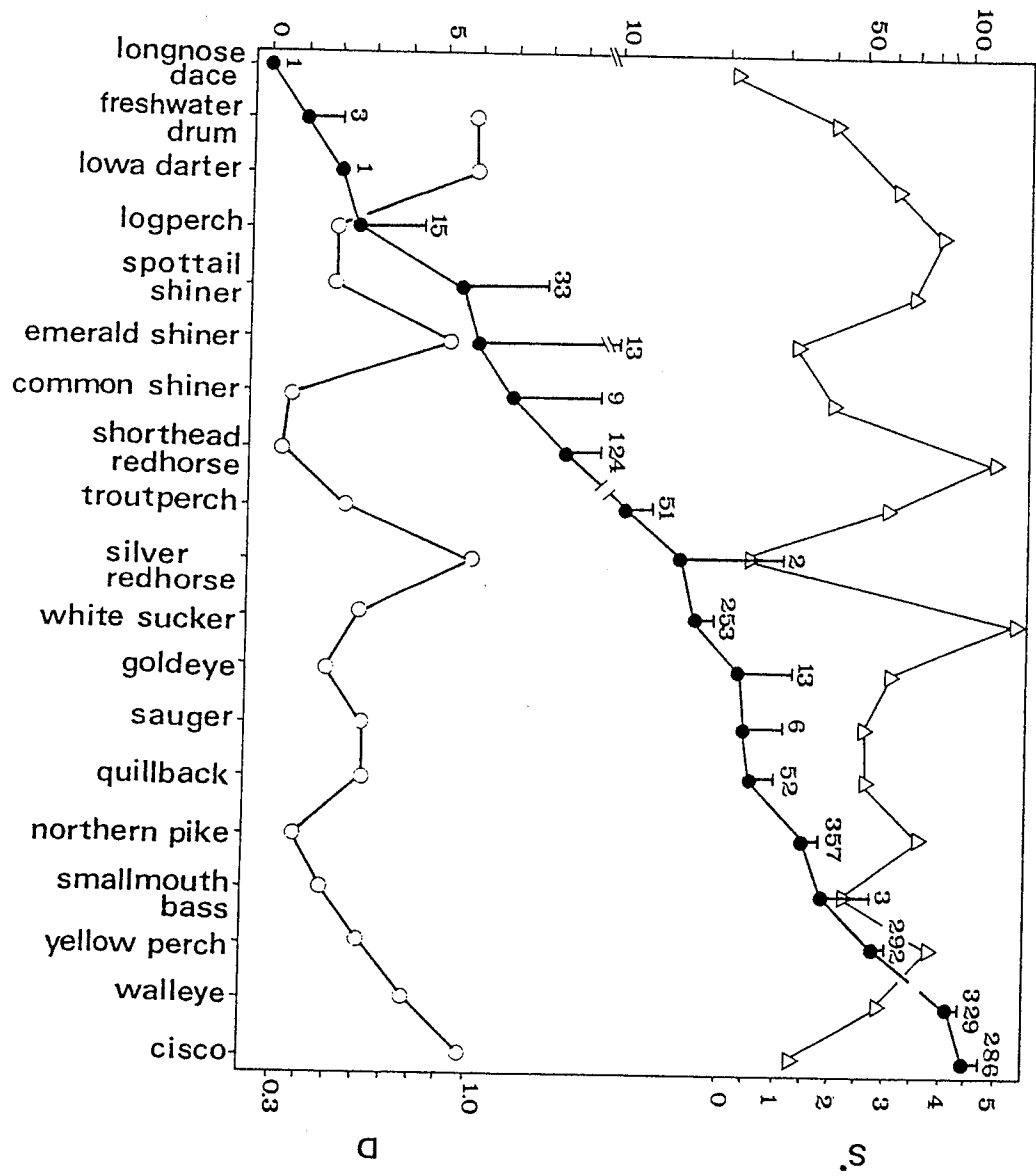 0 5 10 50 100
longnose
dace
freshwater
drum
Iowa darter
logperch
spottail
shiner
emerald shiner
common shiner
shorthead
redhorse
troutperch
silver
redhorse
white sucker
goldeye
sauger
quillback
northern pike
smallmouth
bass
yellow perch
walleye
cisco
1
3
1
15
33
13
9
124
51
2
253
13
6
52
357
3
292
329
286
0.3 1.0 0 1 2 3 4 5
D S.